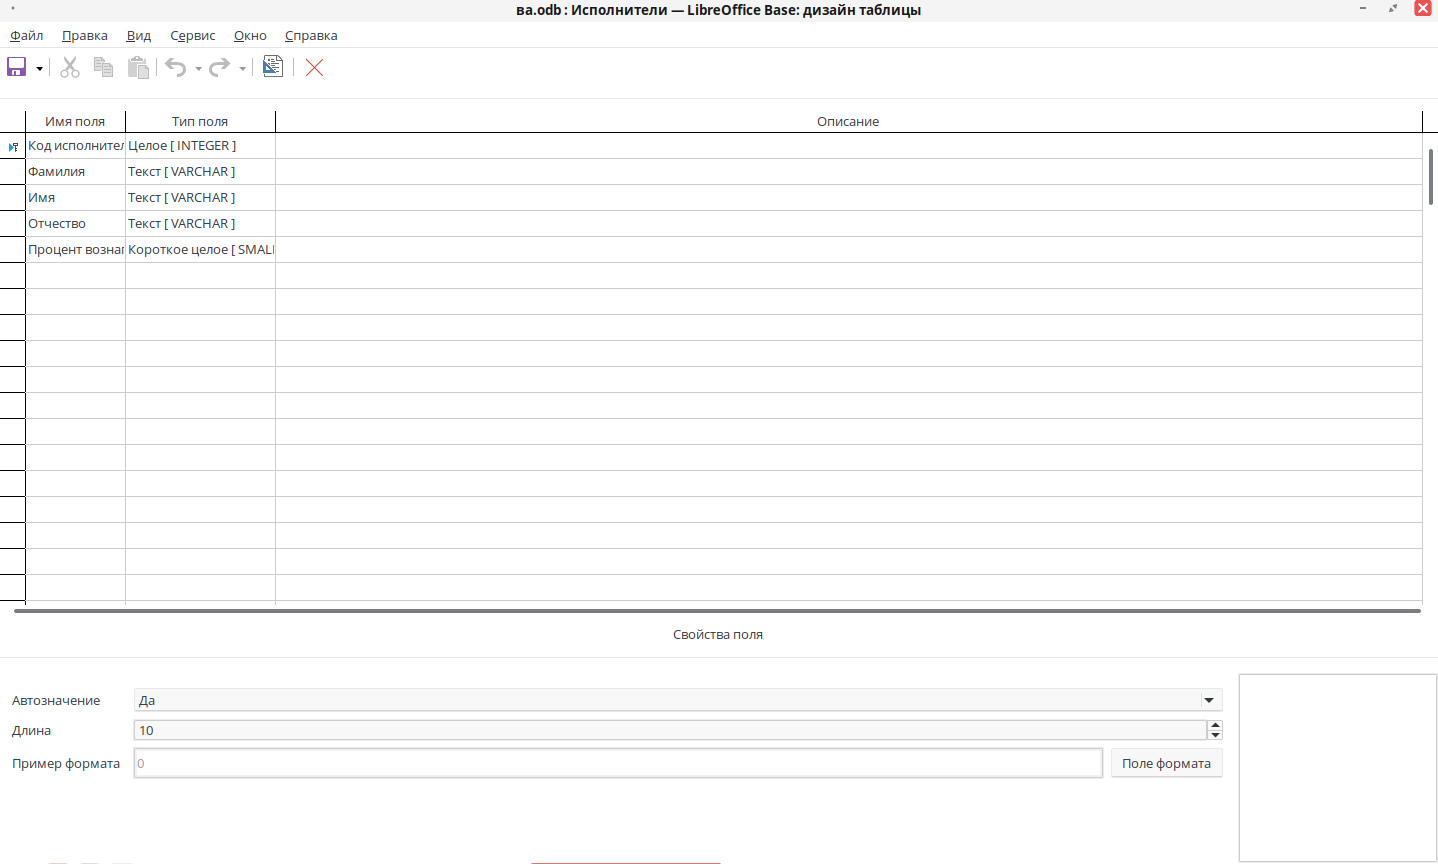 ва.odb : Исполнители — LibreOffice Base: дизайн таблицы
Файл Правка Вид Сервис Окно Справка
Имя поля Тип поля Описание
Код исполнител Целое [ INTEGER ]
Фамилия Текст [ VARCHAR ]
Имя Текст [ VARCHAR ]
Отчество Текст [ VARCHAR ]
Процент вознаг Короткое целое [ SMALI
Свойства поля
Автозначение Да
Длина 10
Пример формата 0 Поле формата